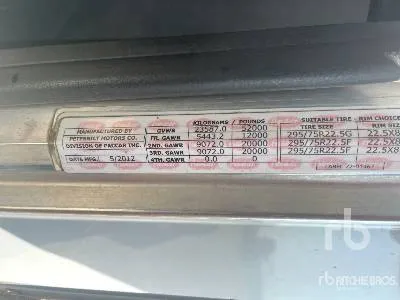 KILOGRAMS POUNDS SUITABLE TIRE - RIM CHOICE
MANUFACTURED BY GVWR 23587.0 52000 TIRE SIZE RIM SIZE
PETERBILT MOTORS CO. FR. GAWR 5443.2 12000 295/75R22.5G 22.5X8
DIVISION OF PACCAR INC. 2ND. GAWR 9072.0 20000 295/75R22.5F 22.5X8
3RD. GAWR 9072.0 20000 295/75R22.5F 22.5X8
DATE MFG. 5/2012 4TH. GAWR 0.0 0
rb
RITCHIE BROS.